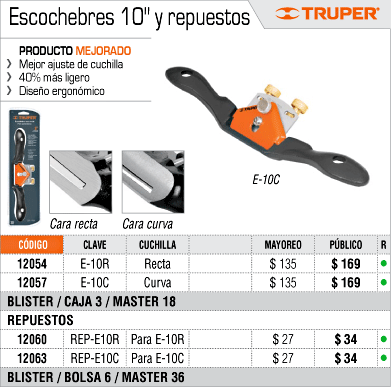 Escochebres 10" y repuestos
TRUPER®
PRODUCTO MEJORADO
Mejor ajuste de cuchilla
40% más ligero
Diseño ergonómico
TRUPER
E-10C
Cara recta
Cara curva
CÓDIGO CLAVE CUCHILLA MAYOREO PÚBLICO R
12054 E-10R Recta $ 135 $ 169
12057 E-10C Curva $ 135 $ 169
BLISTER / CAJA 3 / MASTER 18
REPUESTOS
12060 REP-E10R Para E-10R $ 27 $ 34
12063 REP-E10C Para E-10C $ 27 $ 34
BLISTER / BOLSA 6 / MASTER 36